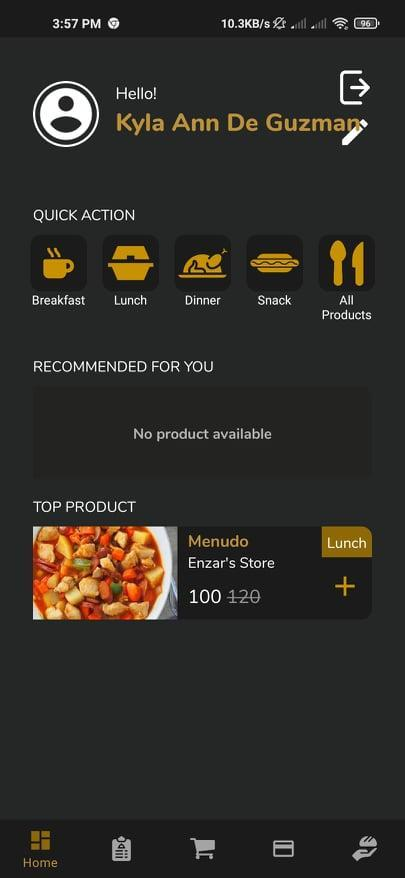 3:57 PM
10.3KB/s
96
Hello!
Kyla Ann De Guzman
QUICK ACTION
Breakfast
Lunch
Dinner
Snack
All
Products
RECOMMENDED FOR YOU
No product available
TOP PRODUCT
Menudo
Lunch
Enzar's Store
100 120
Home